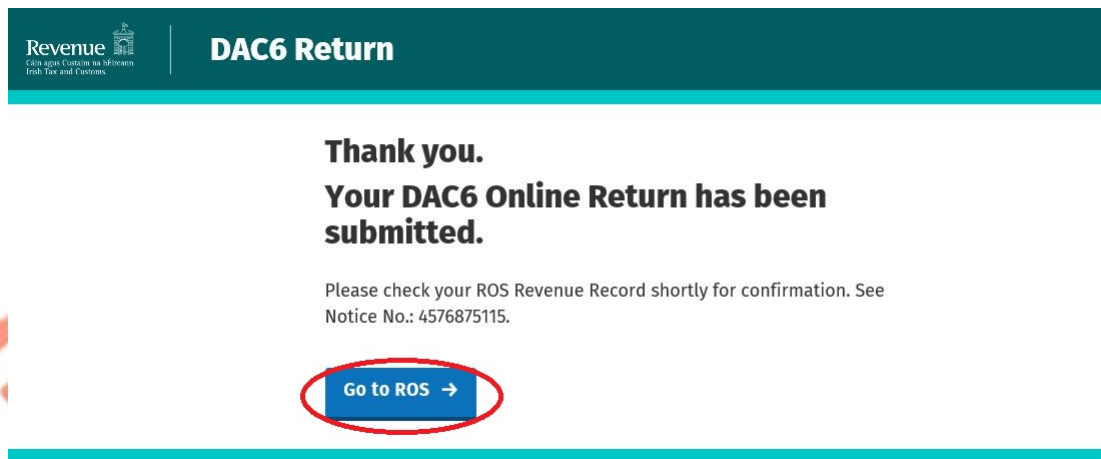 Revenue
Cáin agus Custaim na hÉireann
Irish Tax and Customs
DAC6 Return
Thank you.
Your DAC6 Online Return has been
submitted.
Please check your ROS Revenue Record shortly for confirmation. See
Notice No.: 4576875115.
Go to ROS →